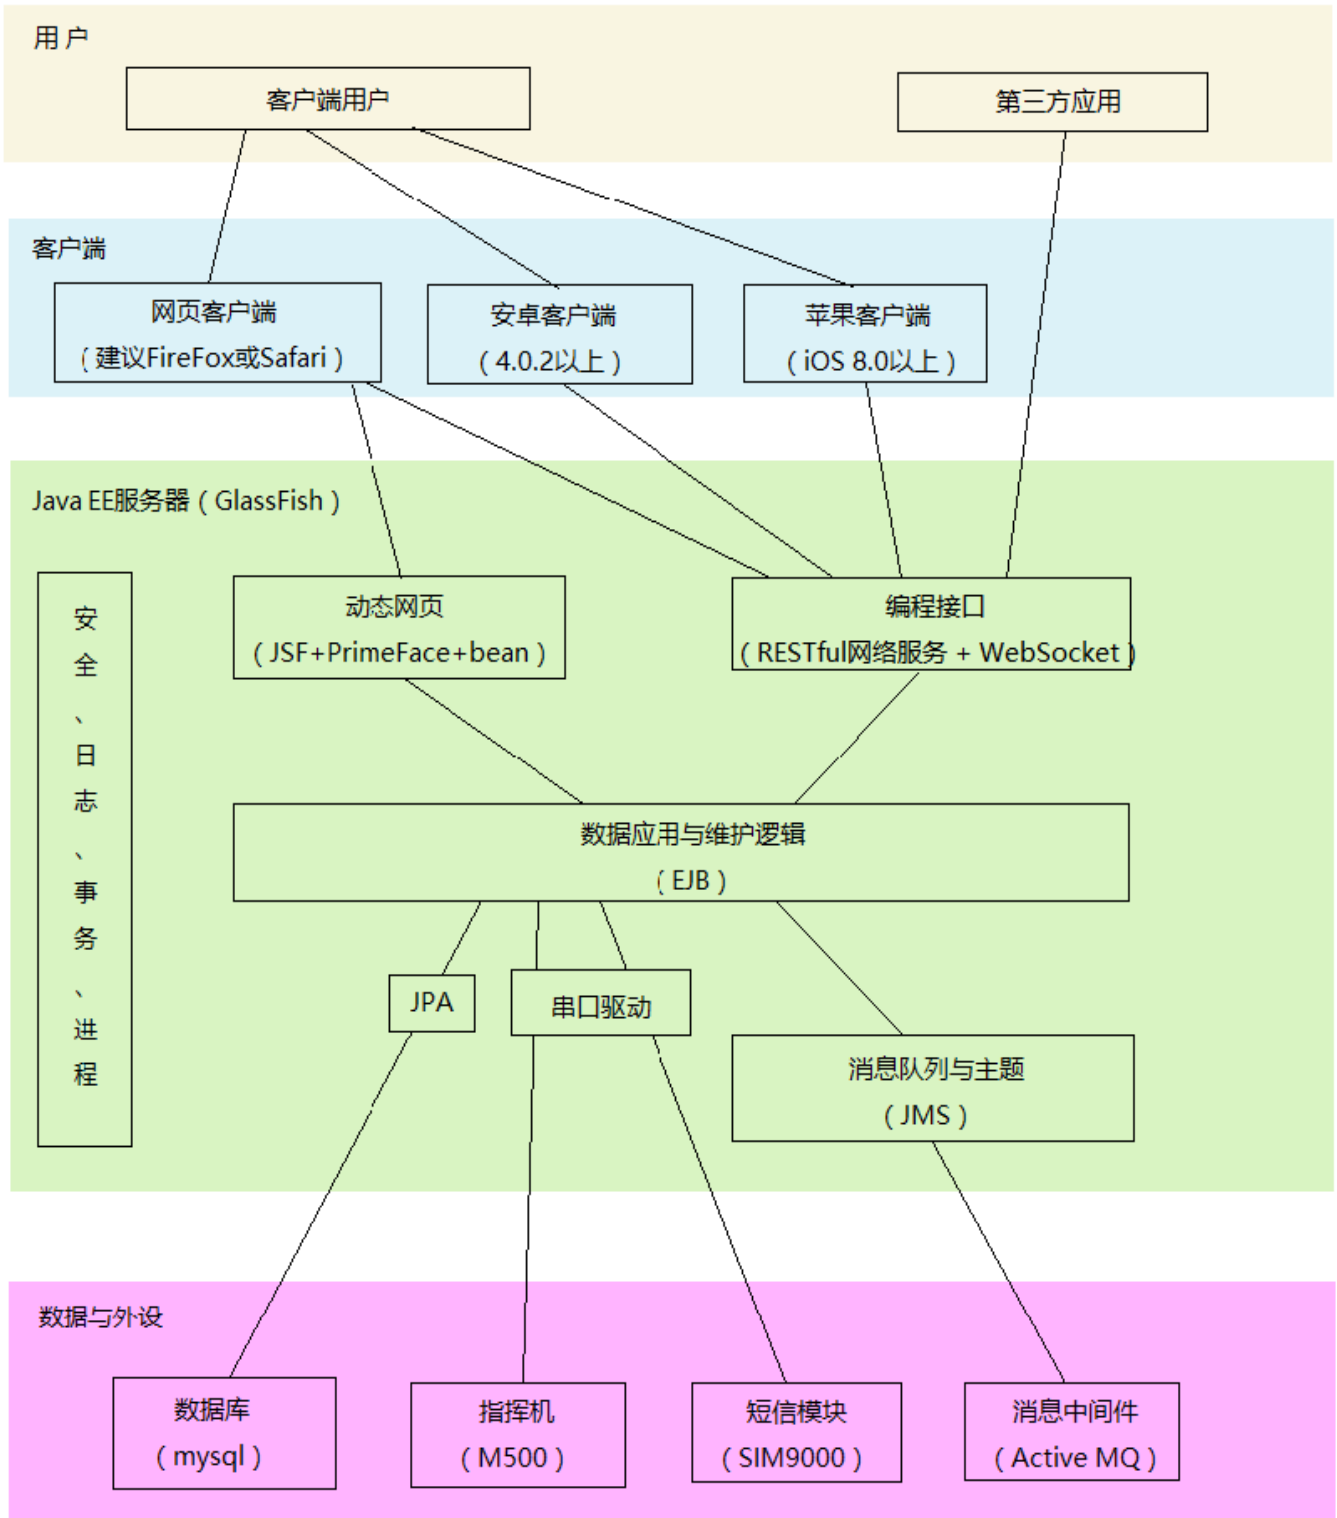 用 户
客户端用户
第三方应用
客户端
网页客户端
（建议FireFox或Safari）
安卓客户端
（4.0.2以上）
苹果客户端
（iOS 8.0以上）
Java EE服务器（GlassFish）
安
全
、
日
志
、
事
务
、
进
程
动态网页
（JSF+PrimeFace+bean）
编程接口
（RESTful网络服务 + WebSocket）
数据应用与维护逻辑
（EJB）
JPA
串口驱动
消息队列与主题
（JMS）
数据与外设
数据库
（mysql）
指挥机
（M500）
短信模块
（SIM9000）
消息中间件
（Active MQ）